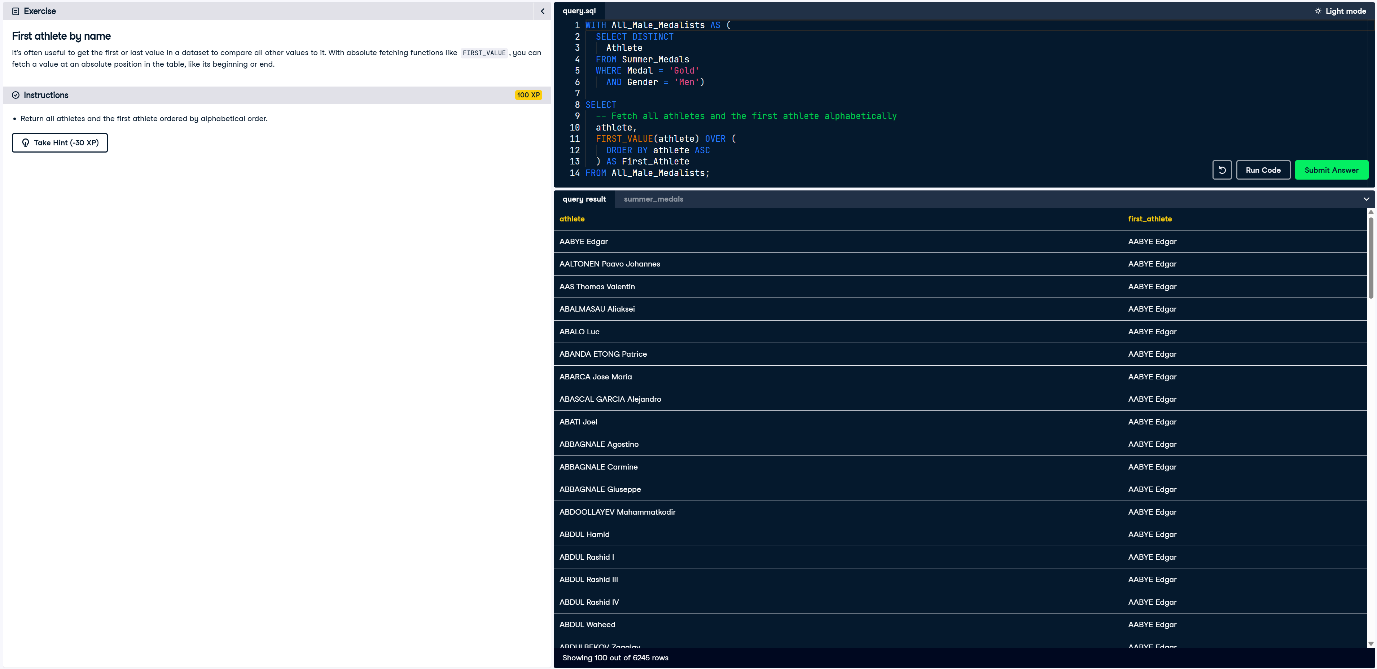 Exercise
First athlete by name
It's often useful to get the first or last value in a dataset to compare all other values to it. With absolute fetching functions like FIRST_VALUE, you can
fetch a value at an absolute position in the table, like its beginning or end.
Instructions
100 XP
Return all athletes and the first athlete ordered by alphabetical order.
Take Hint (-30 XP)
query.sql
Light mode
1 WITH All_Male_Medalists AS (
2 SELECT DISTINCT
3 Athlete
4 FROM Summer_Medals
5 WHERE Medal = 'Gold'
6 AND Gender = 'Men')
7
8 SELECT
9 -- Fetch all athletes and the first athlete alphabetically
10 athlete,
11 FIRST_VALUE(athlete) OVER (
12 ORDER BY athlete ASC
13 ) AS First_Athlete
14 FROM All_Male_Medalists;
Run Code
Submit Answer
query result
summer_medals
athlete first_athlete
AABYE Edgar AABYE Edgar
AALTONEN Paavo Johannes AABYE Edgar
AAS Thomas Valentin AABYE Edgar
ABALMASAU Aliaksei AABYE Edgar
ABALO Luc AABYE Edgar
ABANDA ETONG Patrice AABYE Edgar
ABARCA Jose Maria AABYE Edgar
ABASCAL GARCIA Alejandro AABYE Edgar
ABATI Joel AABYE Edgar
ABBAGNALE Agostino AABYE Edgar
ABBAGNALE Carmine AABYE Edgar
ABBAGNALE Giuseppe AABYE Edgar
ABDOOLLAYEV Mahammatkodir AABYE Edgar
ABDUL Hamid AABYE Edgar
ABDUL Rashid I AABYE Edgar
ABDUL Rashid III AABYE Edgar
ABDUL Rashid IV AABYE Edgar
ABDUL Waheed AABYE Edgar
AABYE Edgar
Showing 100 out of 6245 rows